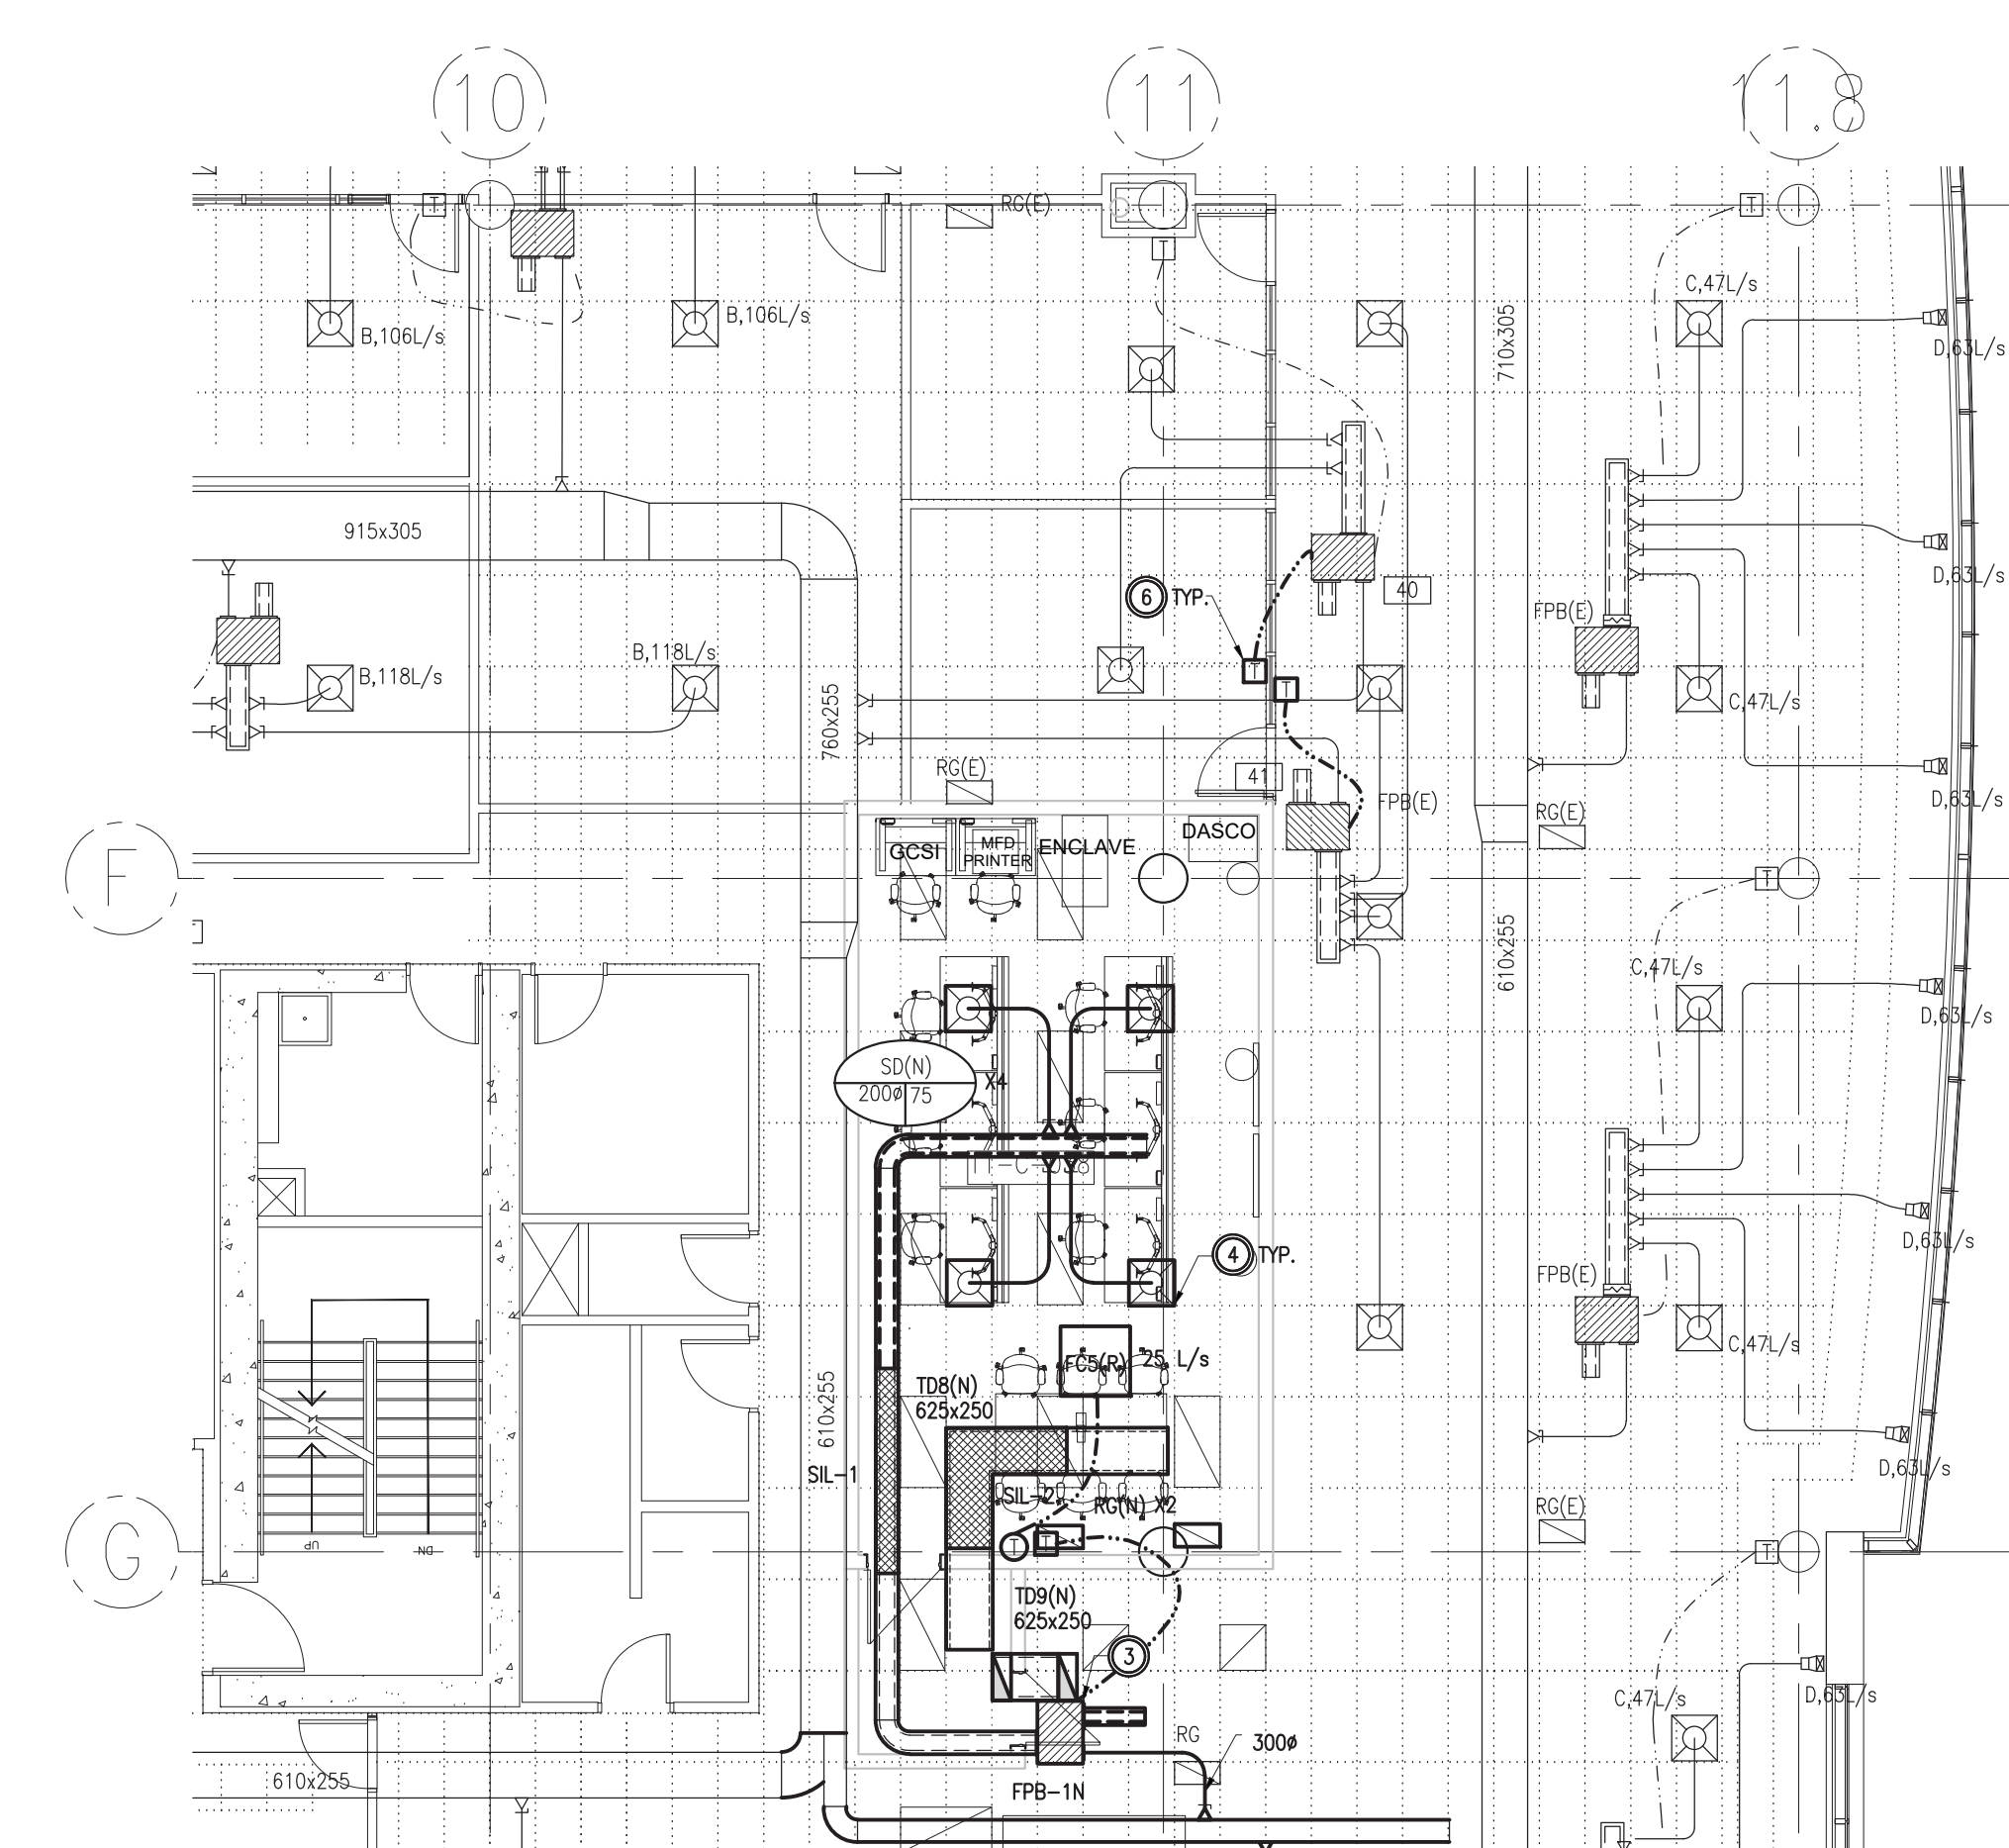 10
11
11.8
T
RG(E)
T
T
C,47L/s
B,106L/s
B,106L/s
710x305
D,63L/s
915x305
D,63L/s
6 TYP.
40
FPB(E)
B,118L/s
B,118L/s
T
T
C,47L/s
760x255
RG(E)
41
FPB(E)
D,63L/s
RG(E)
DASCO
GCSI
MFD
PRINTER
ENCLAVE
F
T
610x255
C,47L/s
D,63L/s
SD(N)
200ø 75
X4
4 TYP.
D,63L/s
FPB(E)
C,47L/s
FC5(R)
25 L/s
TD8(N)
625x250
610x255
SIL-1
D,63L/s
SIL-2
RG(N) X2
RG(E)
UP
DN
G
T
T
T
TD9(N)
625x250
3
C,47L/s
D,63L/s
RG
300ø
610x255
FPB-1N